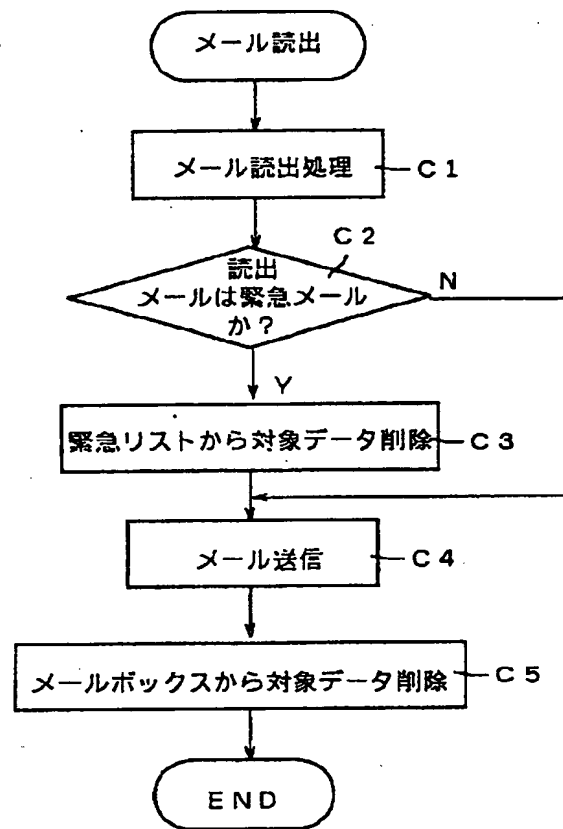 メール読出
メール読出処理
C1
C2
読出
メールは緊急メール
か？
N
Y
緊急リストから対象データ削除
C3
メール送信
C4
メールボックスから対象データ削除
C5
END